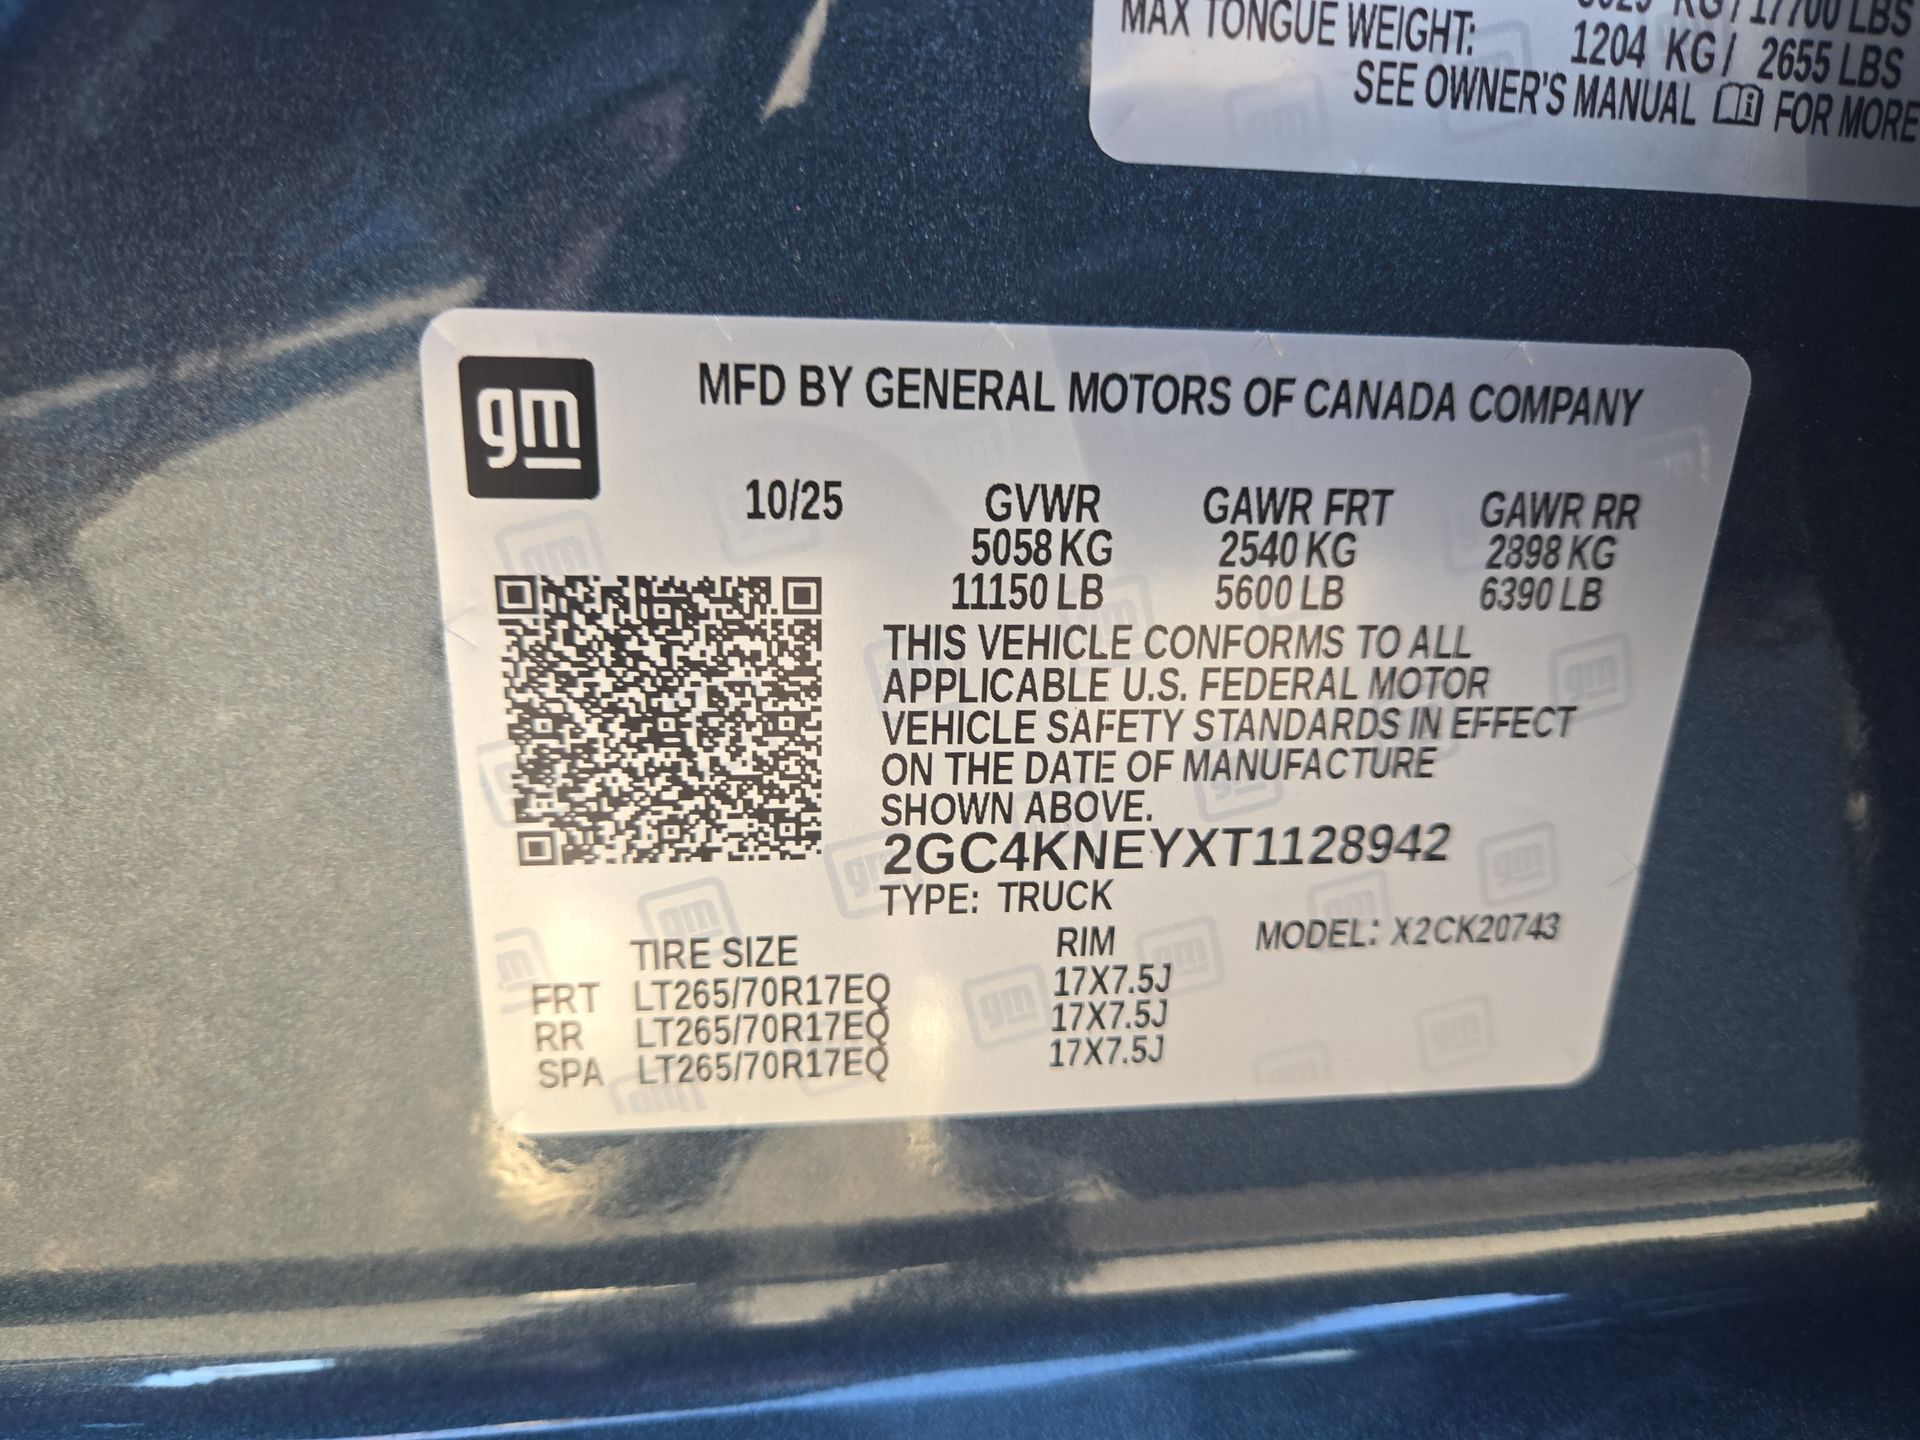 KG / 17700 LBS
MAX TONGUE WEIGHT: 1204 KG / 2655 LBS
SEE OWNER'S MANUAL FOR MORE
gm
MFD BY GENERAL MOTORS OF CANADA COMPANY
10/25 GVWR GAWR FRT GAWR RR
5058 KG 2540 KG 2898 KG
11150 LB 5600 LB 6390 LB
THIS VEHICLE CONFORMS TO ALL
APPLICABLE U.S. FEDERAL MOTOR
VEHICLE SAFETY STANDARDS IN EFFECT
ON THE DATE OF MANUFACTURE
SHOWN ABOVE.
2GC4KNEYXT1128942
TYPE: TRUCK
MODEL: X2CK20743
TIRE SIZE RIM
FRT LT265/70R17EQ 17X7.5J
RR LT265/70R17EQ 17X7.5J
SPA LT265/70R17EQ 17X7.5J